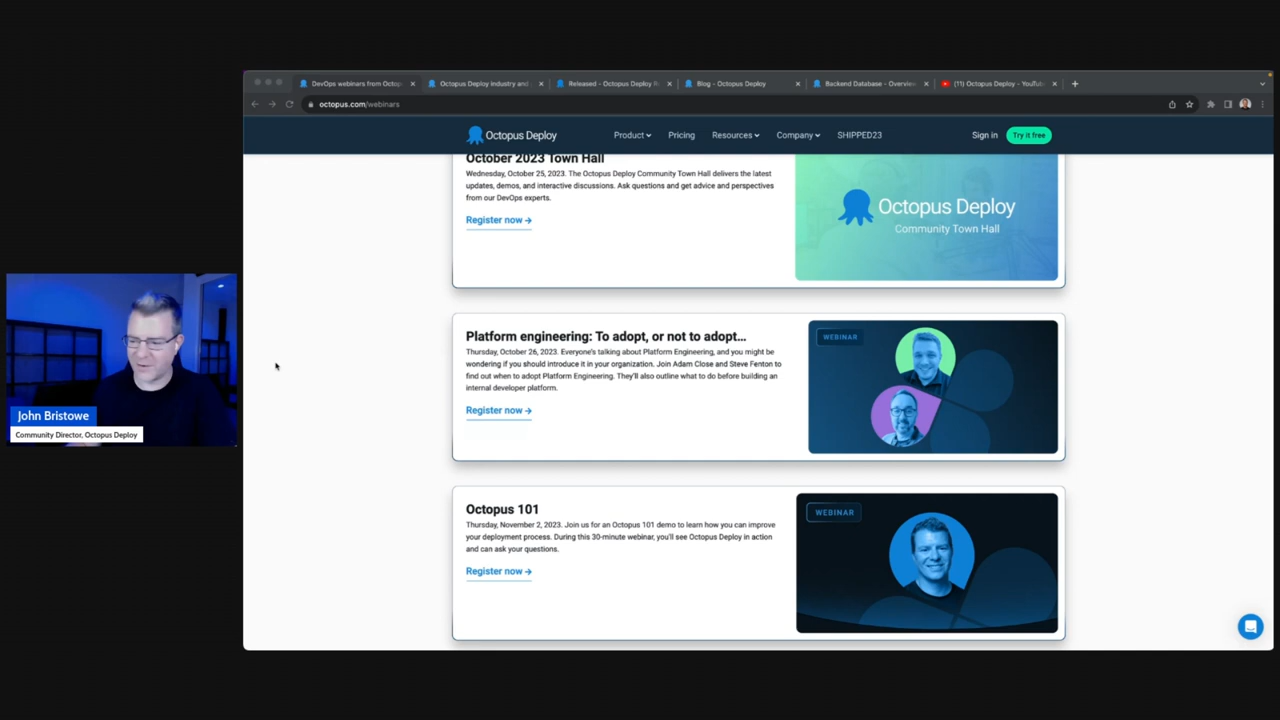 DevOps webinars from Octop
Octopus Deploy Industry and
Released - Octopus Deploy R
Blog - Octopus Deploy
Backend Database - Overview
(11) Octopus Deploy - YouTub
octopus.com/webinars
Octopus Deploy
Product
Pricing
Resources
Company
SHIPPED23
Sign in
Try it free
October 2023 Town Hall
Wednesday, October 25, 2023. The Octopus Deploy Community Town Hall delivers the latest
updates, demos, and interactive discussions. Ask questions and get advice and perspectives
from our DevOps experts.
Register now →
Octopus Deploy
Community Town Hall
Platform engineering: To adopt, or not to adopt...
Thursday, October 26, 2023. Everyone's talking about Platform Engineering, and you might be
wondering if you should introduce it in your organization. Join Adam Close and Steve Fenton to
find out when to adopt Platform Engineering. They'll also outline what to do before building an
internal developer platform.
Register now →
WEBINAR
Octopus 101
Thursday, November 2, 2023. Join us for an Octopus 101 demo to learn how you can improve
your deployment process. During this 30-minute webinar, you'll see Octopus Deploy in action
and can ask your questions.
Register now →
WEBINAR
John Bristowe
Community Director, Octopus Deploy